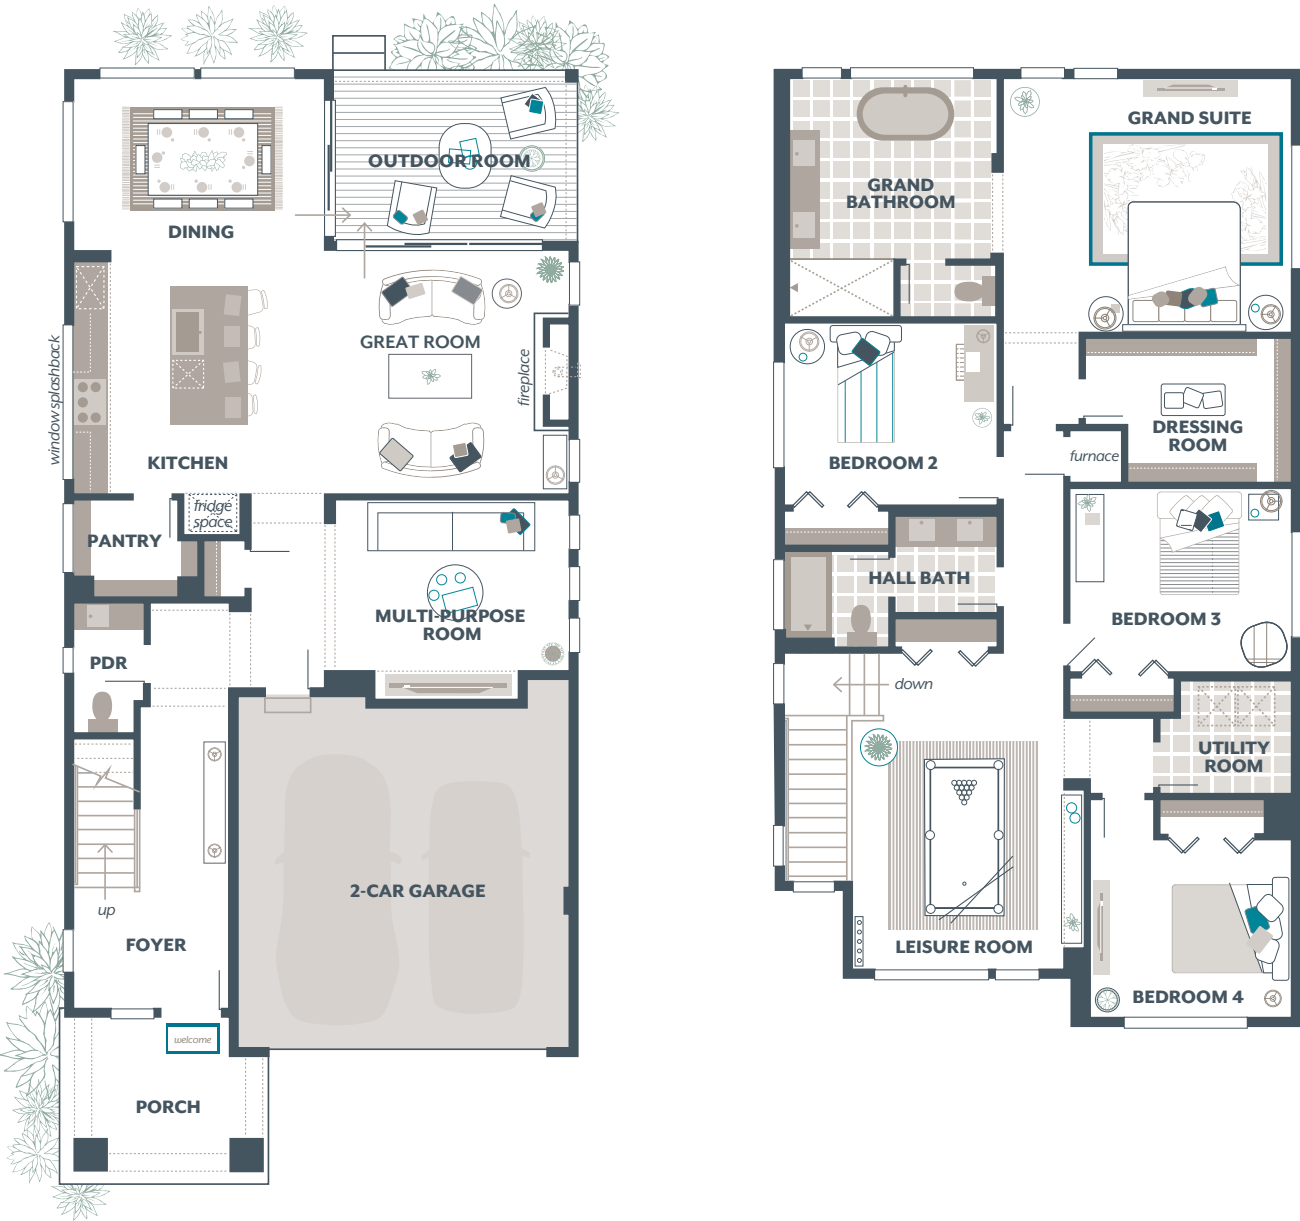 OUTDOOR ROOM
DINING
GREAT ROOM
fireplace
window splashback
KITCHEN
fridge
space
PANTRY
MULTI-PURPOSE
ROOM
PDR
2-CAR GARAGE
up
FOYER
welcome
PORCH
GRAND SUITE
GRAND
BATHROOM
DRESSING
ROOM
furnace
BEDROOM 2
HALL BATH
BEDROOM 3
down
UTILITY
ROOM
LEISURE ROOM
BEDROOM 4